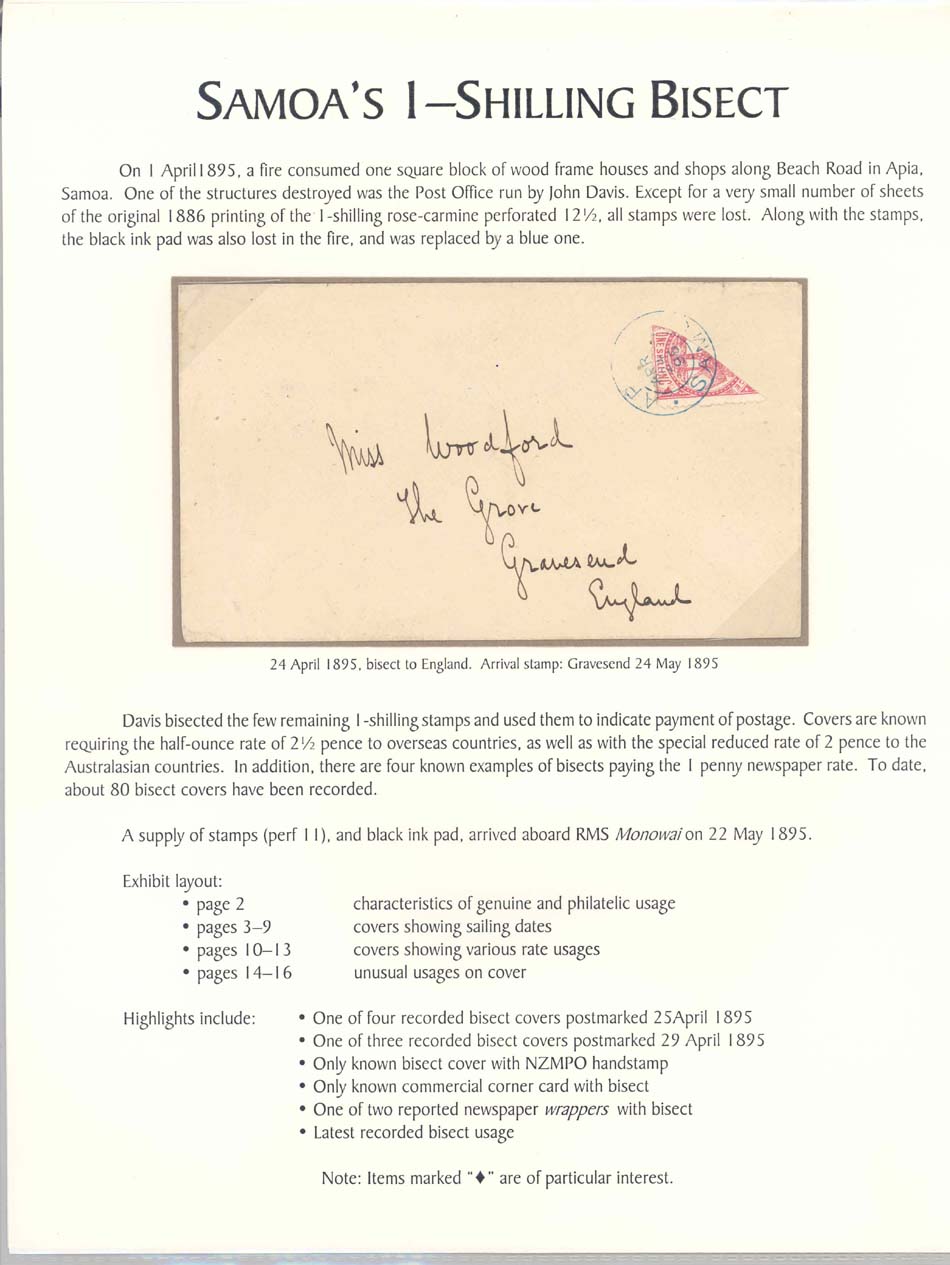 SAMOA'S 1–SHILLING BISECT
On 1 April1895, a fire consumed one square block of wood frame houses and shops along Beach Road in Apia,
Samoa. One of the structures destroyed was the Post Office run by John Davis. Except for a very small number of sheets
of the original 1886 printing of the 1-shilling rose-carmine perforated 12½, all stamps were lost. Along with the stamps,
the black ink pad was also lost in the fire, and was replaced by a blue one.
ONE SHILLING
APR
95
AP
SAM
Miss Woodford
The Grove
Gravesend
England
24 April 1895, bisect to England. Arrival stamp: Gravesend 24 May 1895
Davis bisected the few remaining 1-shilling stamps and used them to indicate payment of postage. Covers are known
requiring the half-ounce rate of 2½ pence to overseas countries, as well as with the special reduced rate of 2 pence to the
Australasian countries. In addition, there are four known examples of bisects paying the 1 penny newspaper rate. To date,
about 80 bisect covers have been recorded.
A supply of stamps (perf 11), and black ink pad, arrived aboard RMS Monowai on 22 May 1895.
Exhibit layout:
• page 2 characteristics of genuine and philatelic usage
• pages 3–9 covers showing sailing dates
• pages 10–13 covers showing various rate usages
• pages 14–16 unusual usages on cover
Highlights include: • One of four recorded bisect covers postmarked 25April 1895
• One of three recorded bisect covers postmarked 29 April 1895
• Only known bisect cover with NZMPO handstamp
• Only known commercial corner card with bisect
• One of two reported newspaper wrappers with bisect
• Latest recorded bisect usage
Note: Items marked "♦" are of particular interest.